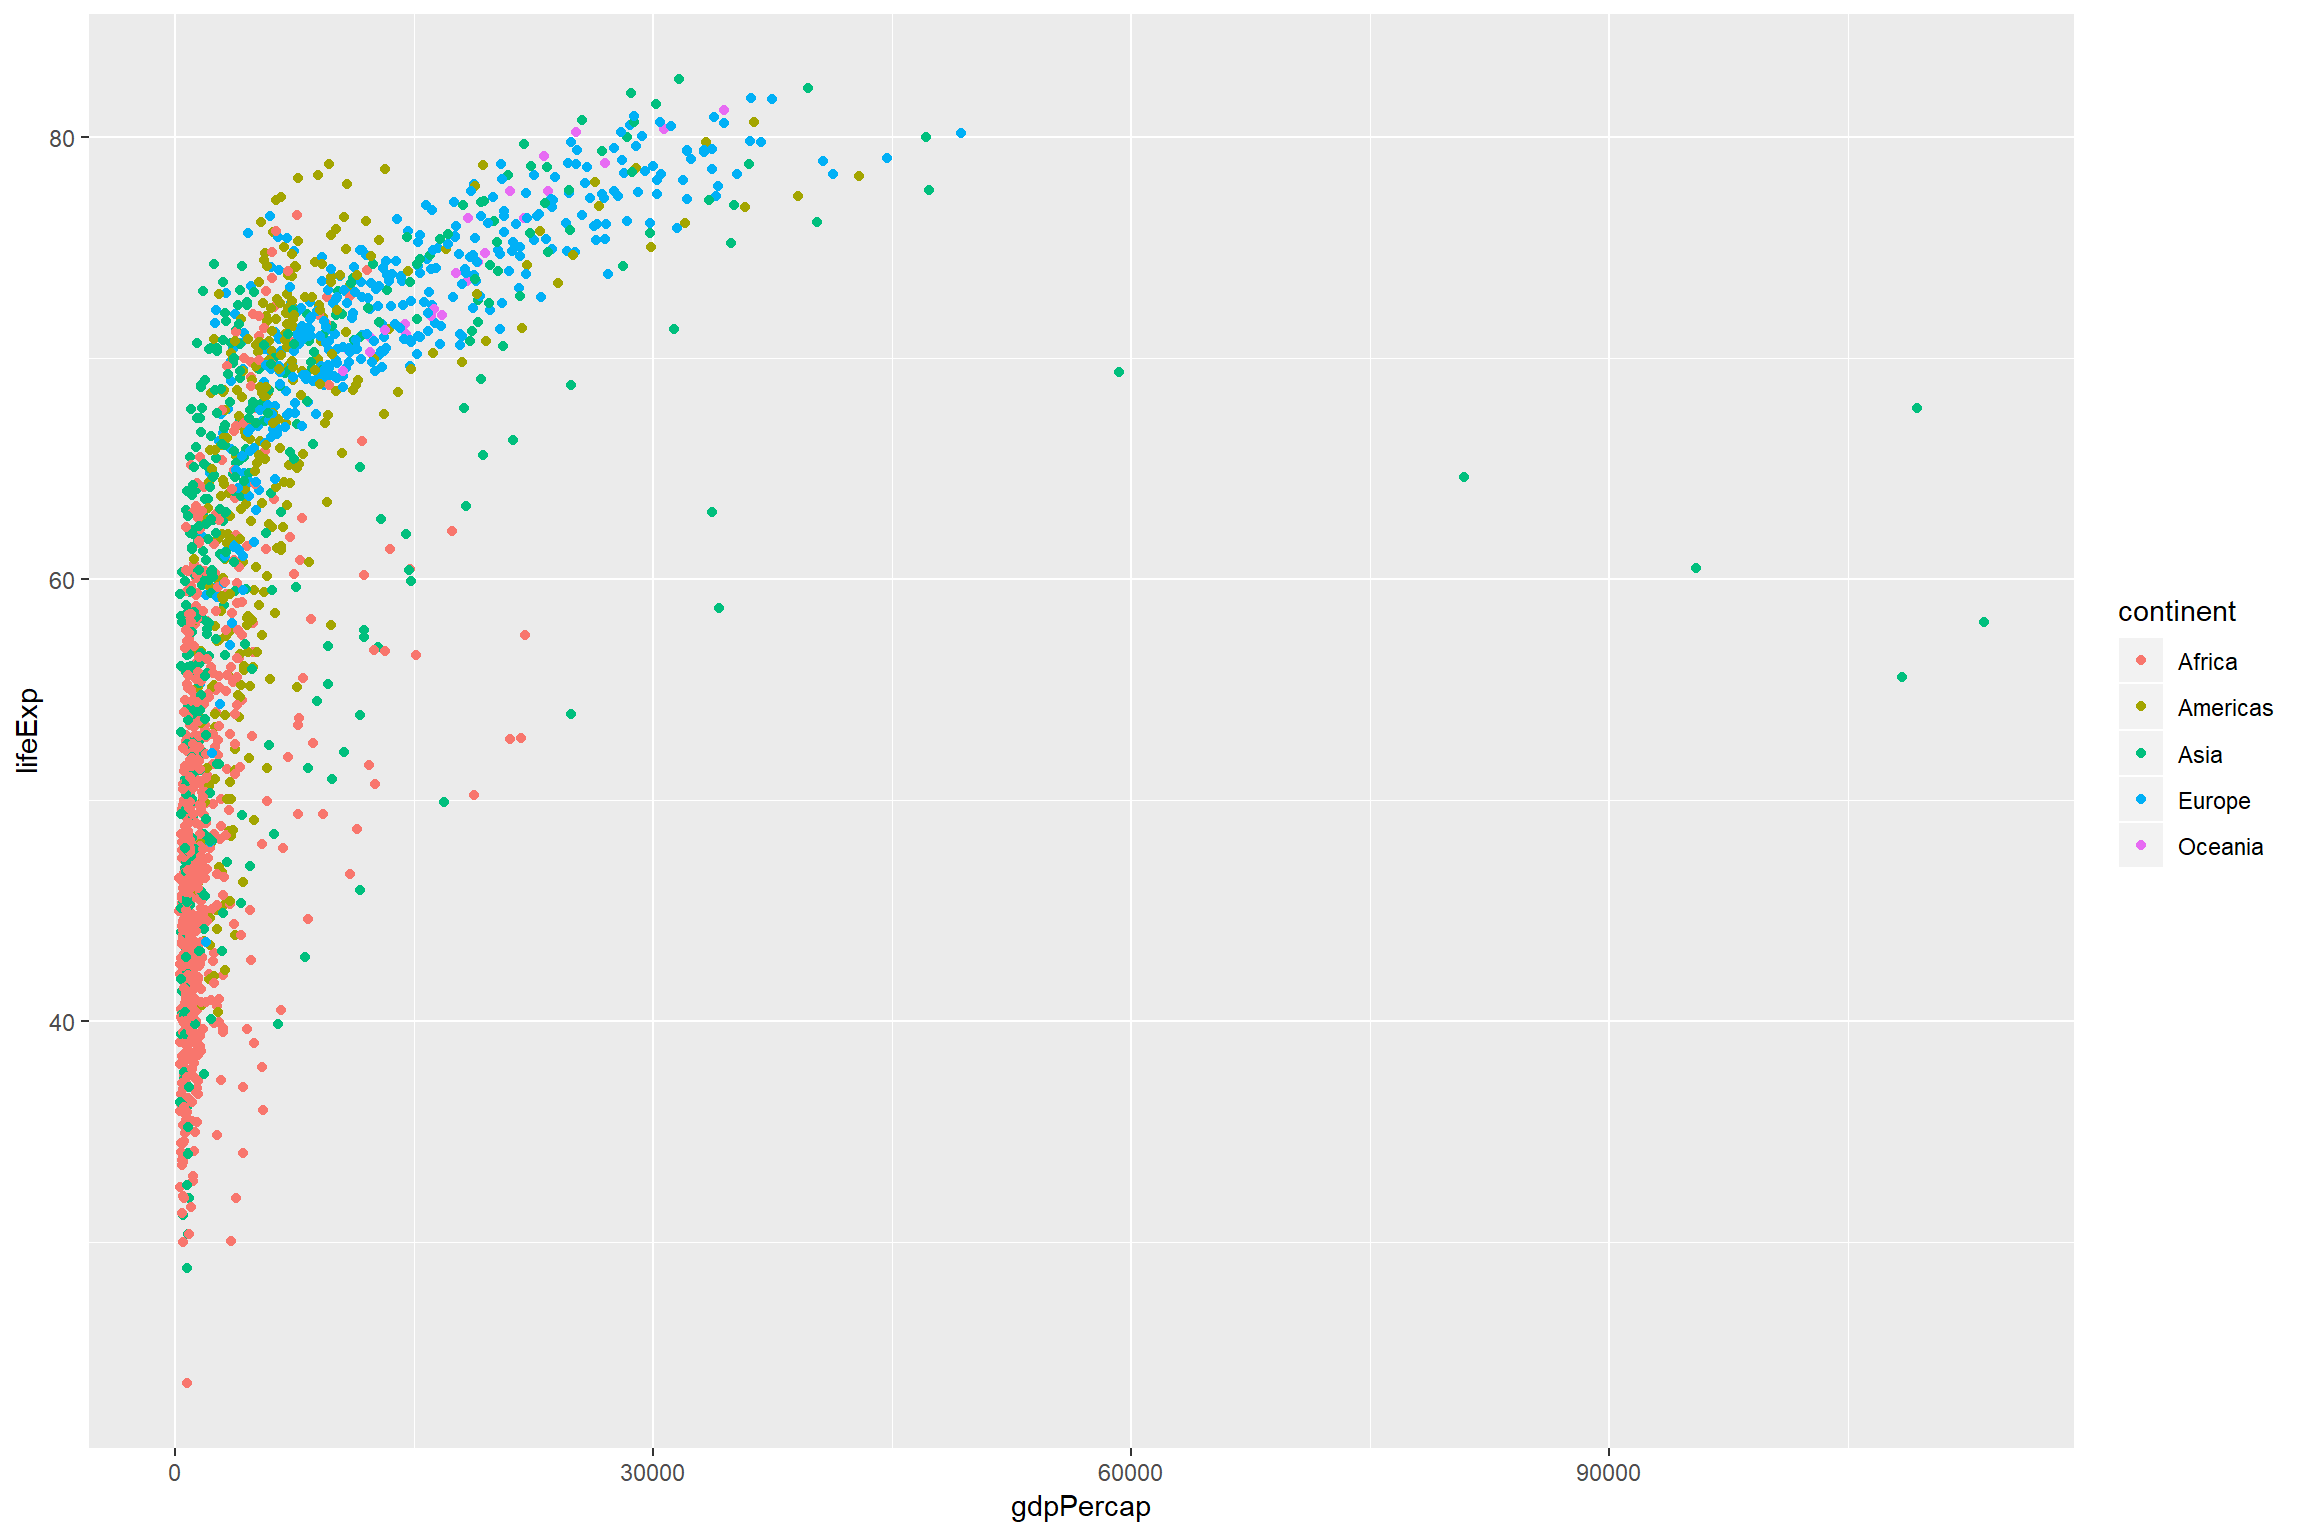 80
60
40
lifeExp
0 30000 60000 90000
gdpPercap
continent
Africa
Americas
Asia
Europe
Oceania